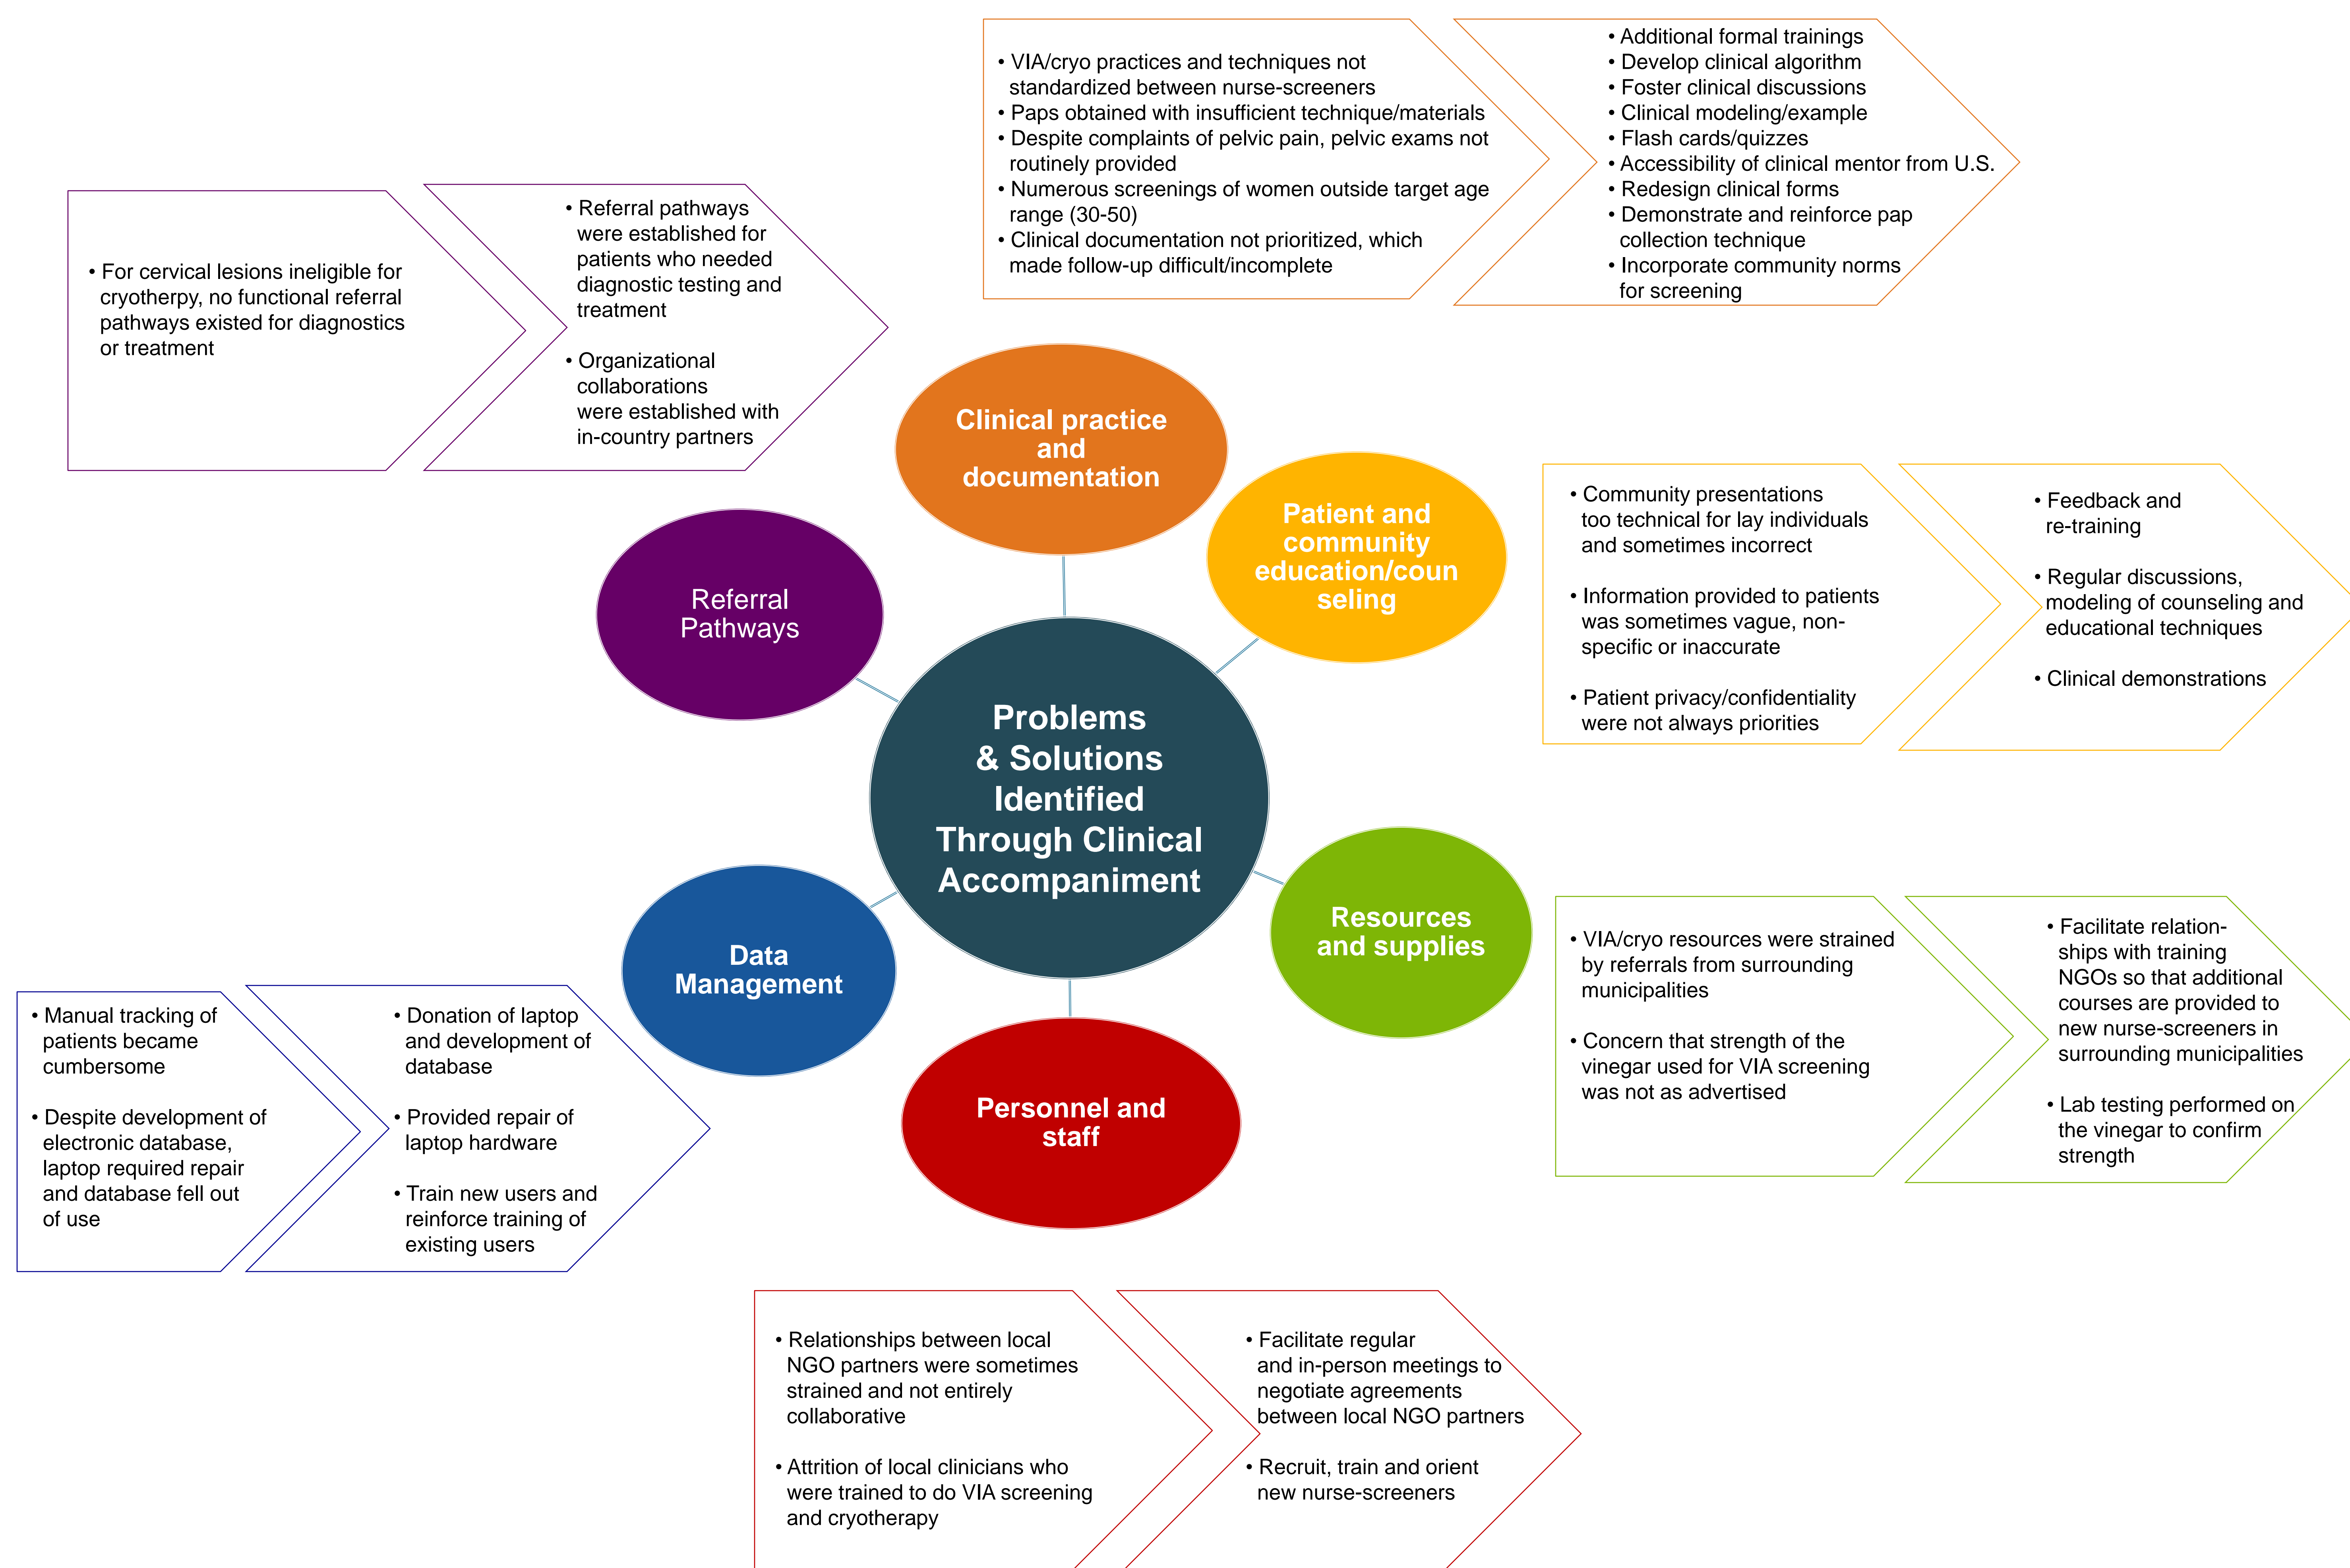 • VIA/cryo practices and techniques not
standardized between nurse-screeners
• Paps obtained with insufficient technique/materials
• Despite complaints of pelvic pain, pelvic exams not
routinely provided
• Numerous screenings of women outside target age
range (30-50)
• Clinical documentation not prioritized, which
made follow-up difficult/incomplete
• Additional formal trainings
• Develop clinical algorithm
• Foster clinical discussions
• Clinical modeling/example
• Flash cards/quizzes
• Accessibility of clinical mentor from U.S.
• Redesign clinical forms
• Demonstrate and reinforce pap
collection technique
• Incorporate community norms
for screening
• For cervical lesions ineligible for
cryotherpy, no functional referral
pathways existed for diagnostics
or treatment
• Referral pathways
were established for
patients who needed
diagnostic testing and
treatment
• Organizational
collaborations
were established with
in-country partners
Clinical practice
and
documentation
Patient and
community
education/coun
seling
• Community presentations
too technical for lay individuals
and sometimes incorrect
• Information provided to patients
was sometimes vague, non-
specific or inaccurate
• Patient privacy/confidentiality
were not always priorities
• Feedback and
re-training
• Regular discussions,
modeling of counseling and
educational techniques
• Clinical demonstrations
Referral
Pathways
Problems
& Solutions
Identified
Through Clinical
Accompaniment
Resources
and supplies
• VIA/cryo resources were strained
by referrals from surrounding
municipalities
• Concern that strength of the
vinegar used for VIA screening
was not as advertised
• Facilitate relation-
ships with training
NGOs so that additional
courses are provided to
new nurse-screeners in
surrounding municipalities
• Lab testing performed on
the vinegar to confirm
strength
Data
Management
• Manual tracking of
patients became
cumbersome
• Despite development of
electronic database,
laptop required repair
and database fell out
of use
• Donation of laptop
and development of
database
• Provided repair of
laptop hardware
• Train new users and
reinforce training of
existing users
Personnel and
staff
• Relationships between local
NGO partners were sometimes
strained and not entirely
collaborative
• Attrition of local clinicians who
were trained to do VIA screening
and cryotherapy
• Facilitate regular
and in-person meetings to
negotiate agreements
between local NGO partners
• Recruit, train and orient
new nurse-screeners